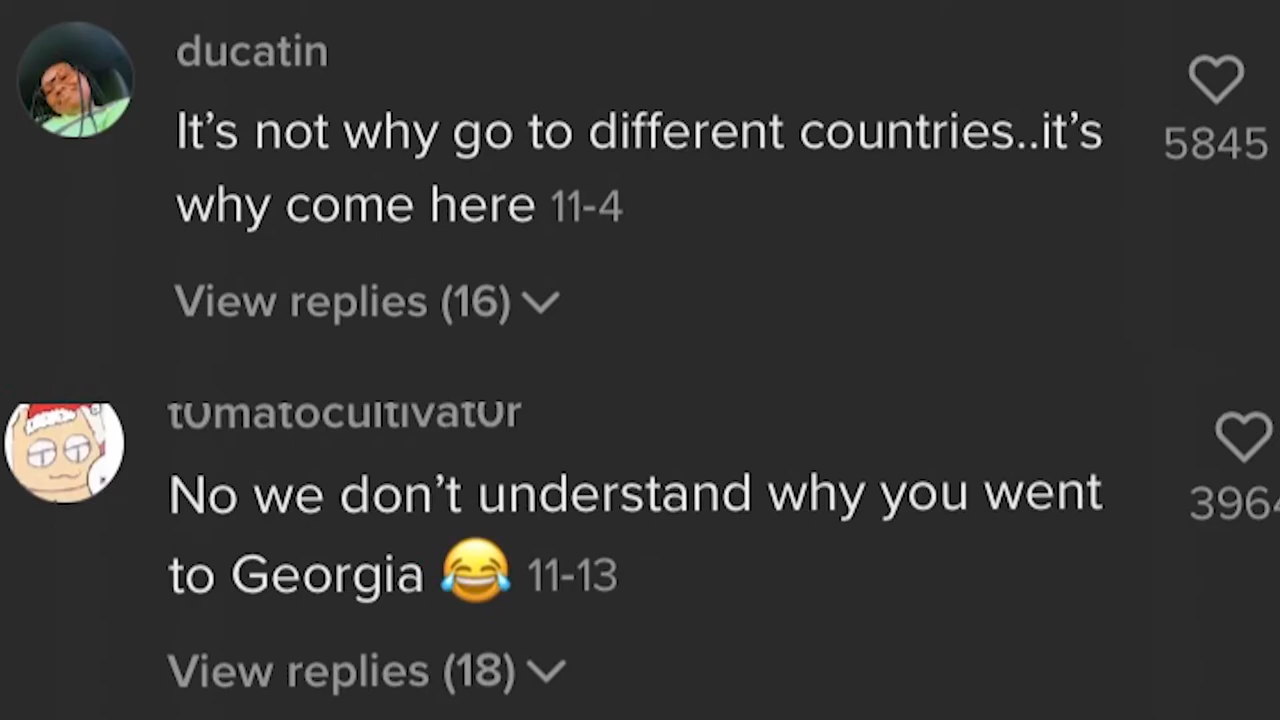 ducatin
5845
It's not why go to different countries..it's
why come here 11-4
View replies (16)
t0matocultivat0r
No we don't understand why you went
to Georgia 😂 11-13
View replies (18)